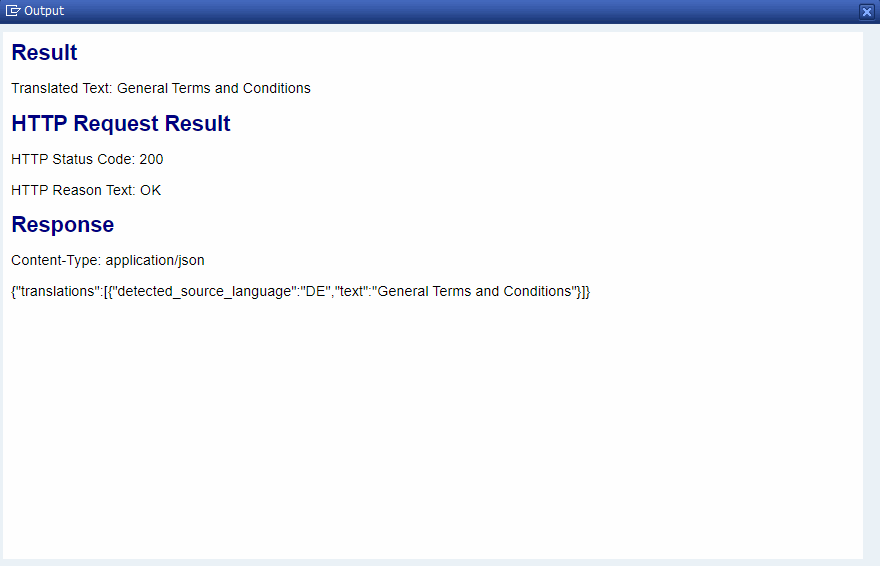 Output
Result
Translated Text: General Terms and Conditions
HTTP Request Result
HTTP Status Code: 200
HTTP Reason Text: OK
Response
Content-Type: application/json
{"translations":[{"detected_source_language":"DE","text":"General Terms and Conditions"}]}